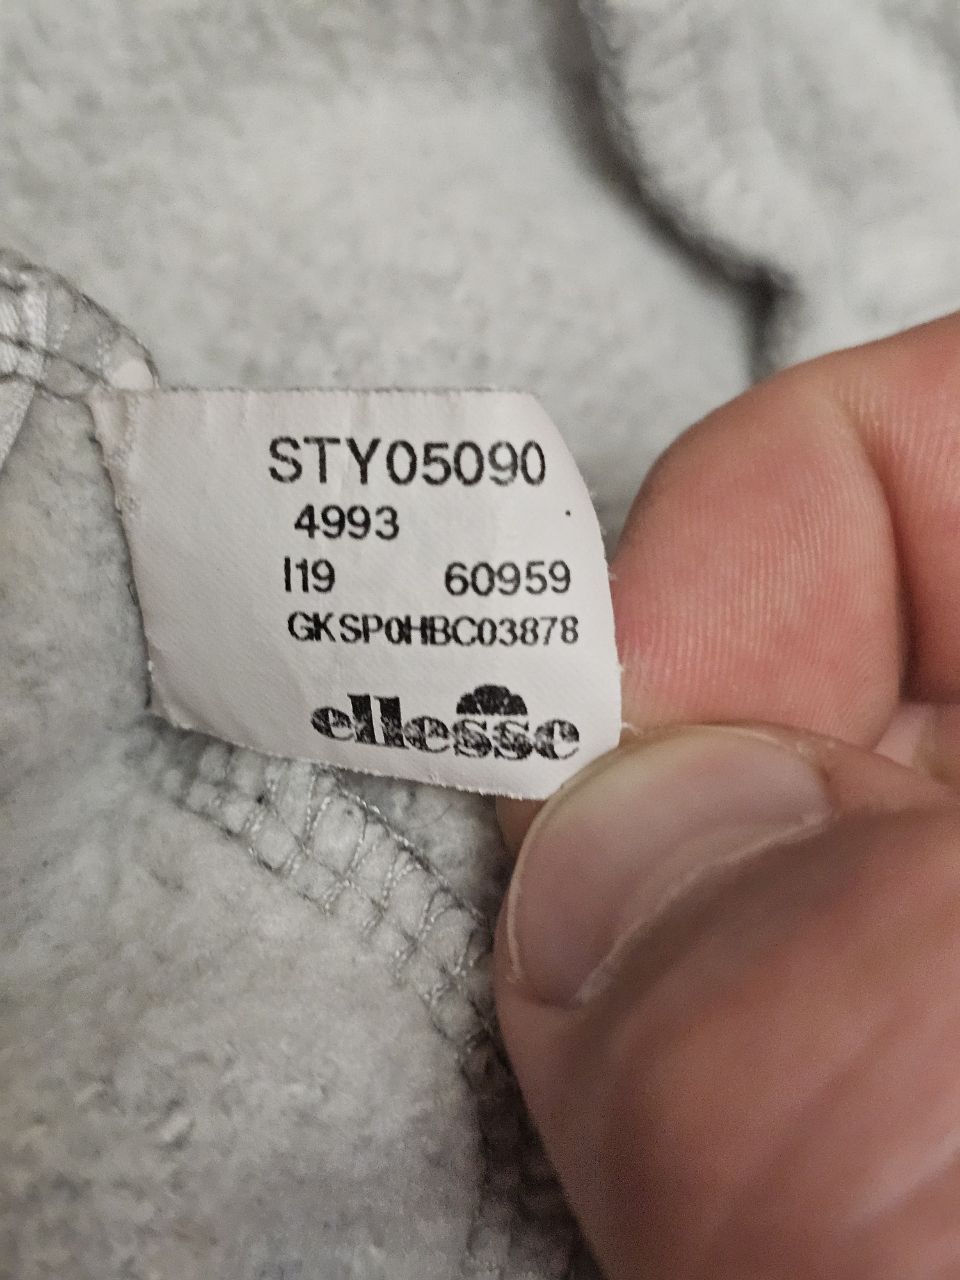 STY05090
4993
I19 60959
GKSP0HBC03878
ellesse